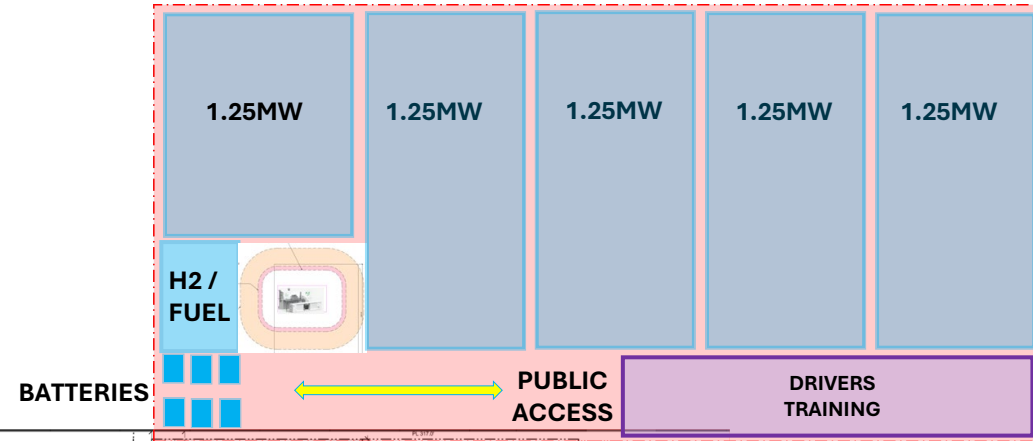 1.25MW
1.25MW
1.25MW
1.25MW
1.25MW
H2 /
FUEL
BATTERIES
PUBLIC
ACCESS
DRIVERS
TRAINING